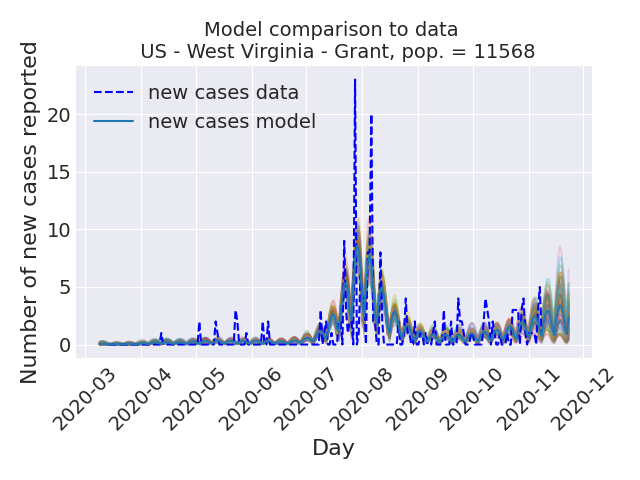 Model comparison to data
US - West Virginia - Grant, pop. = 11568
Number of new cases reported
20
15
10
5
0
new cases data
new cases model
2020-03
2020-04
2020-05
2020-06
2020-07
2020-08
2020-09
2020-10
2020-11
2020-12
Day